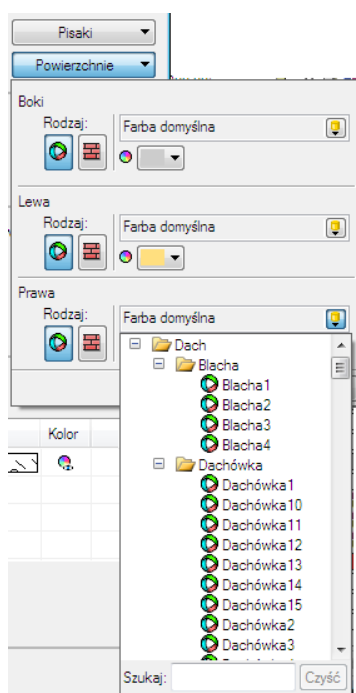 Pisaki
Powierzchnie
Boki
Rodzaj:
Farba domyślna
Lewa
Rodzaj:
Farba domyślna
Prawa
Rodzaj:
Farba domyślna
Dach
Blacha
Blacha1
Blacha2
Blacha3
Blacha4
Kolor
Dachówka
Dachówka1
Dachówka10
Dachówka11
Dachówka12
Dachówka13
Dachówka14
Dachówka15
Dachówka2
Dachówka3
Szukaj:
Czyść